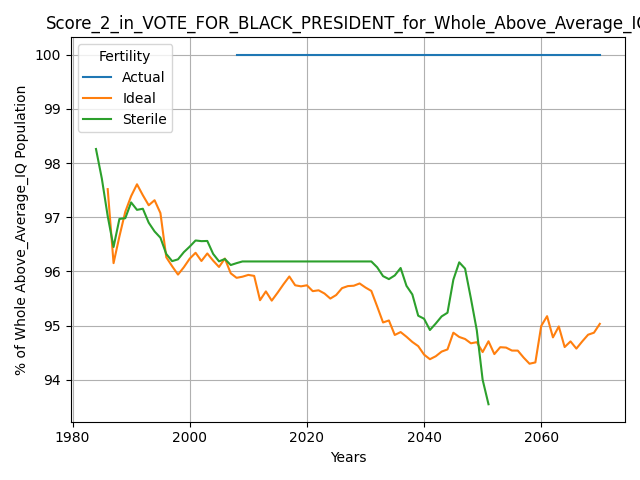 Score_2_in_VOTE_FOR_BLACK_PRESIDENT_for_Whole_Above_Average_IQ
Fertility
Actual
Ideal
Sterile
% of Whole Above_Average_IQ Population
100
99
98
97
96
95
94
1980
2000
2020
2040
2060
Years